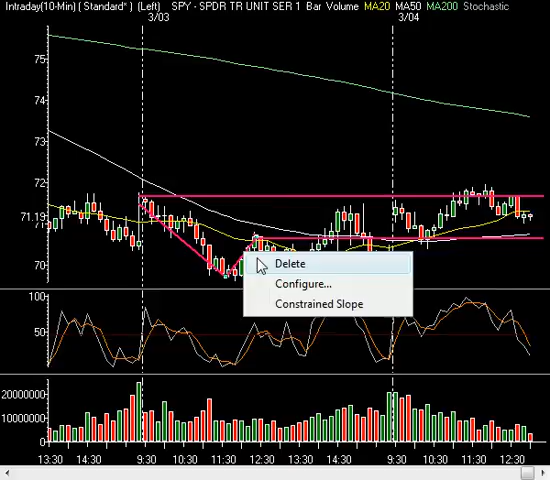 Intraday(10-Min) ( Standard* ) (Left) SPY - SPDR TR UNIT SER 1 Bar Volume MA20 MA50 MA200 Stochastic
3/03 3/04
75
74
73
72
71.19
70
Delete
Configure...
Constrained Slope
100
50
20000000
10000000
0
13:30 14:30 9:30 10:30 11:30 12:30 13:30 14:30 9:30 10:30 11:30 12:30